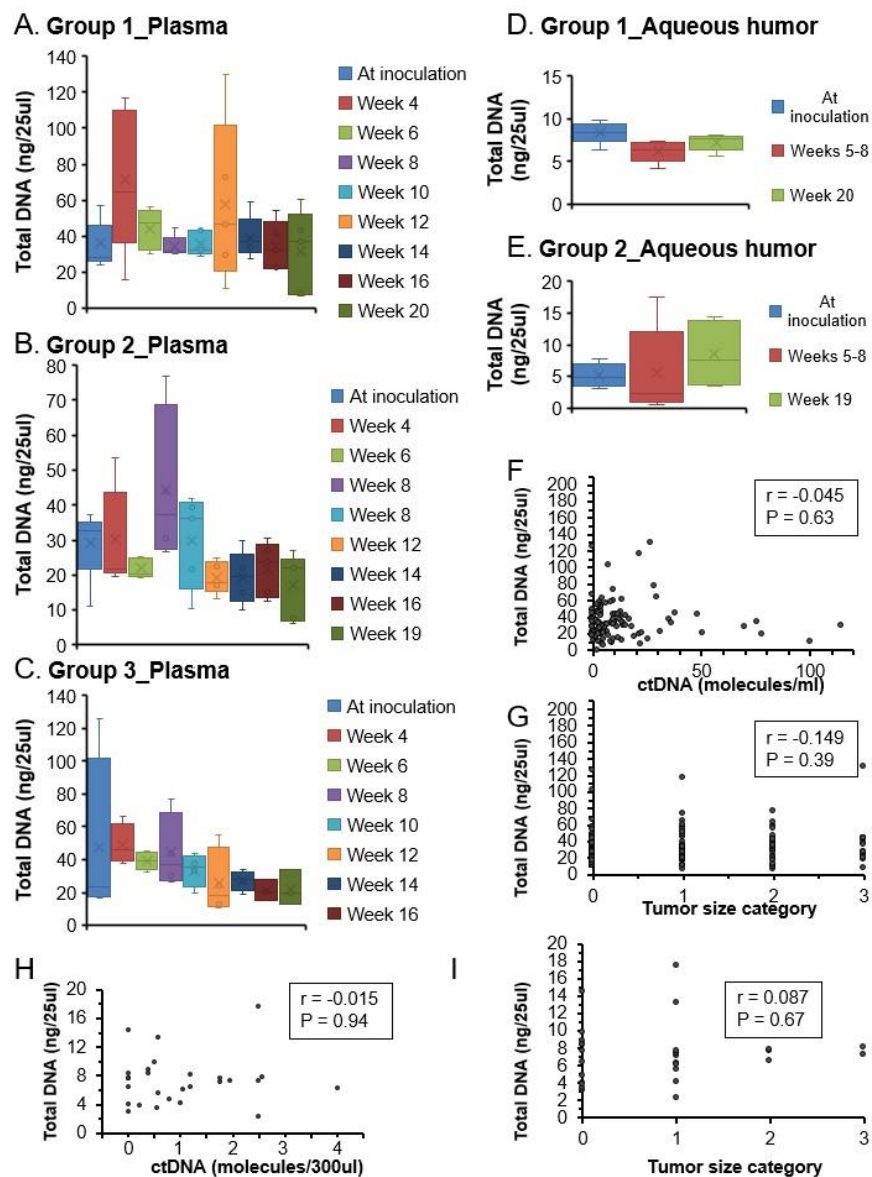 A. Group 1_Plasma
Total DNA (ng/25ul)
140
120
100
80
60
40
20
0
At inoculation
Week 4
Week 6
Week 8
Week 10
Week 12
Week 14
Week 16
Week 20
B. Group 2_Plasma
Total DNA (ng/25ul)
80
70
60
50
40
30
20
10
0
At inoculation
Week 4
Week 6
Week 8
Week 8
Week 12
Week 14
Week 16
Week 19
C. Group 3_Plasma
Total DNA (ng/25ul)
140
120
100
80
60
40
20
0
At inoculation
Week 4
Week 6
Week 8
Week 10
Week 12
Week 14
Week 16
D. Group 1_Aqueous humor
Total DNA
(ng/25ul)
15
10
5
0
At
inoculation
Weeks 5-8
Week 20
E. Group 2_Aqueous humor
Total DNA
(ng/25ul)
20
15
10
5
0
At
inoculation
Weeks 5-8
Week 19
F
Total DNA (ng/25ul)
200
180
160
140
120
100
80
60
40
20
0
r = -0.045
P = 0.63
0 50 100
ctDNA (molecules/ml)
G
Total DNA (ng/25ul)
200
180
160
140
120
100
80
60
40
20
0
r = -0.149
P = 0.39
0 1 2 3
Tumor size category
H
Total DNA (ng/25ul)
20
16
12
8
4
0
r = -0.015
P = 0.94
0 1 2 3 4
ctDNA (molecules/300ul)
I
Total DNA (ng/25ul)
20
18
16
14
12
10
8
6
4
2
0
r = 0.087
P = 0.67
0 1 2 3
Tumor size category